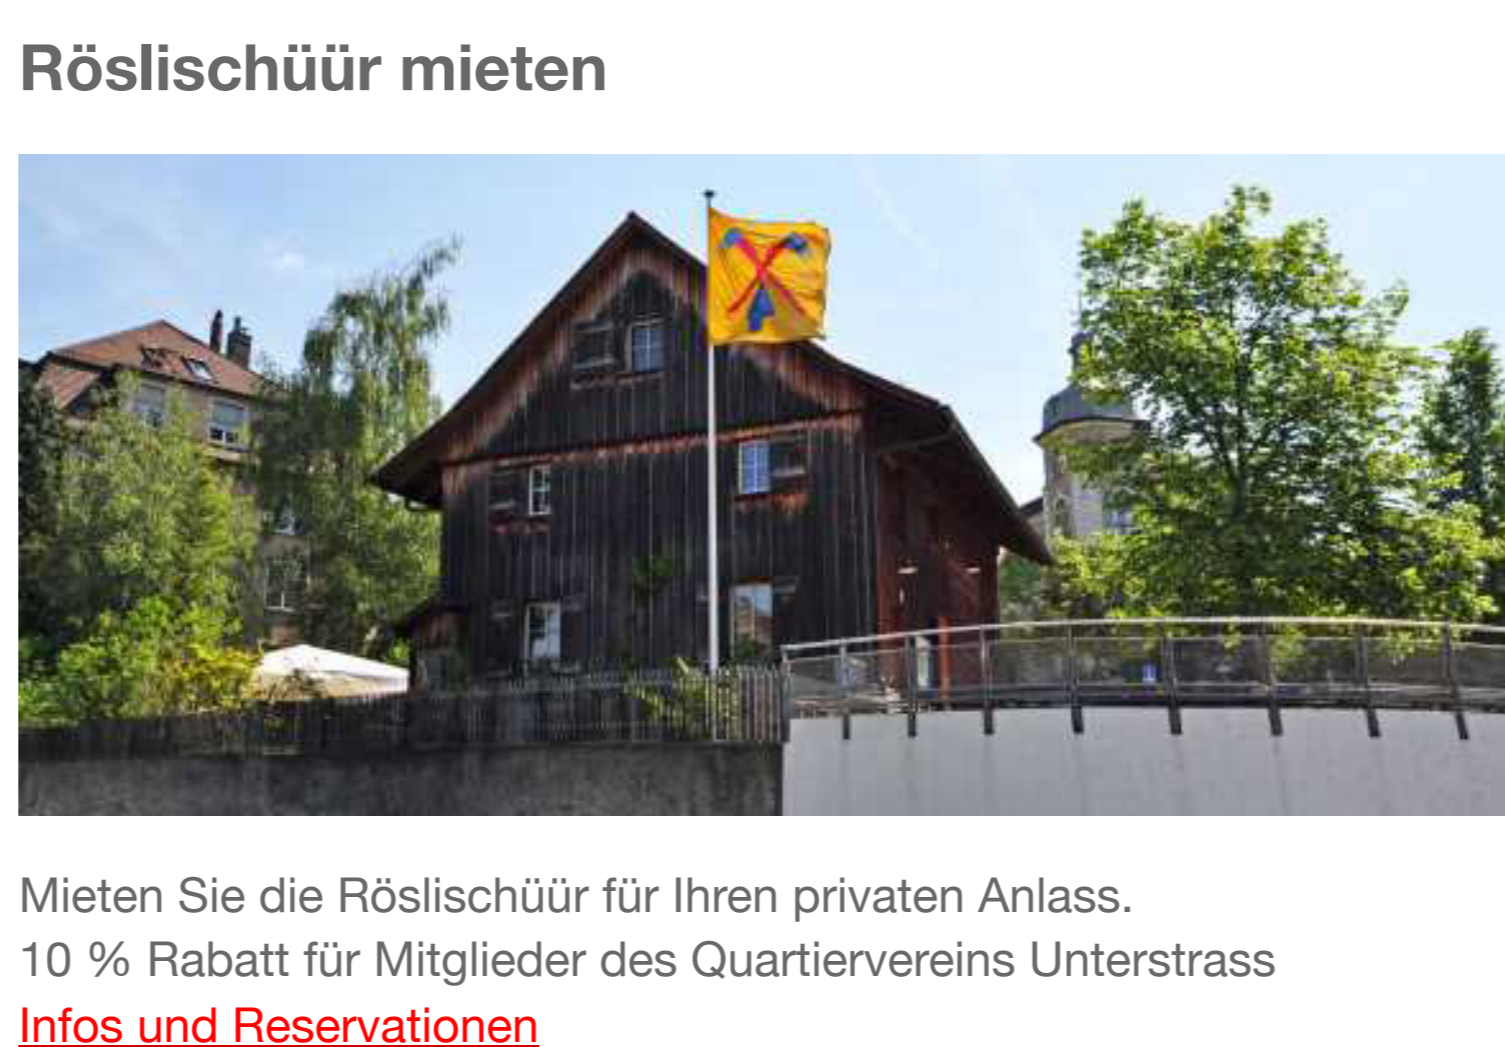 Röslischüür mieten
Mieten Sie die Röslischüür für Ihren privaten Anlass.
10 % Rabatt für Mitglieder des Quartiervereins Unterstrass
Infos und Reservationen